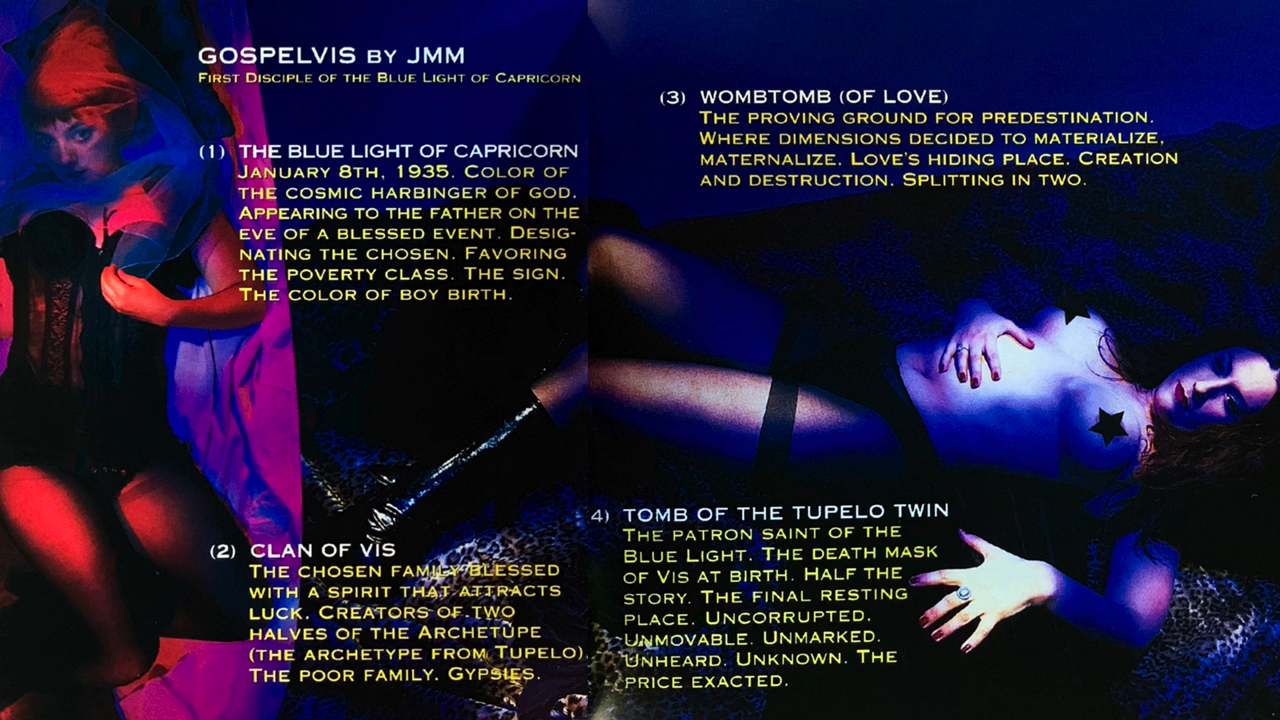 GOSPELVIS BY JMM
FIRST DISCIPLE OF THE BLUE LIGHT OF CAPRICORN
(1) THE BLUE LIGHT OF CAPRICORN
JANUARY 8TH, 1935. COLOR OF
THE COSMIC HARBINGER OF GOD.
APPEARING TO THE FATHER ON THE
EVE OF A BLESSED EVENT. DESIG-
NATING THE CHOSEN. FAVORING
THE POVERTY CLASS. THE SIGN.
THE COLOR OF BOY BIRTH.
(2) CLAN OF VIS
THE CHOSEN FAMILY BLESSED
WITH A SPIRIT THAT ATTRACTS
LUCK. CREATORS OF TWO
HALVES OF THE ARCHETUPE
(THE ARCHETYPE FROM TUPELO).
THE POOR FAMILY. GYPSIES.
(3) WOMBTOMB (OF LOVE)
THE PROVING GROUND FOR PREDESTINATION.
WHERE DIMENSIONS DECIDED TO MATERIALIZE,
MATERNALIZE. LOVE'S HIDING PLACE. CREATION
AND DESTRUCTION. SPLITTING IN TWO.
4) TOMB OF THE TUPELO TWIN
THE PATRON SAINT OF THE
BLUE LIGHT. THE DEATH MASK
OF VIS AT BIRTH. HALF THE
STORY. THE FINAL RESTING
PLACE. UNCORRUPTED.
UNMOVABLE. UNMARKED.
UNHEARD. UNKNOWN. THE
PRICE EXACTED.